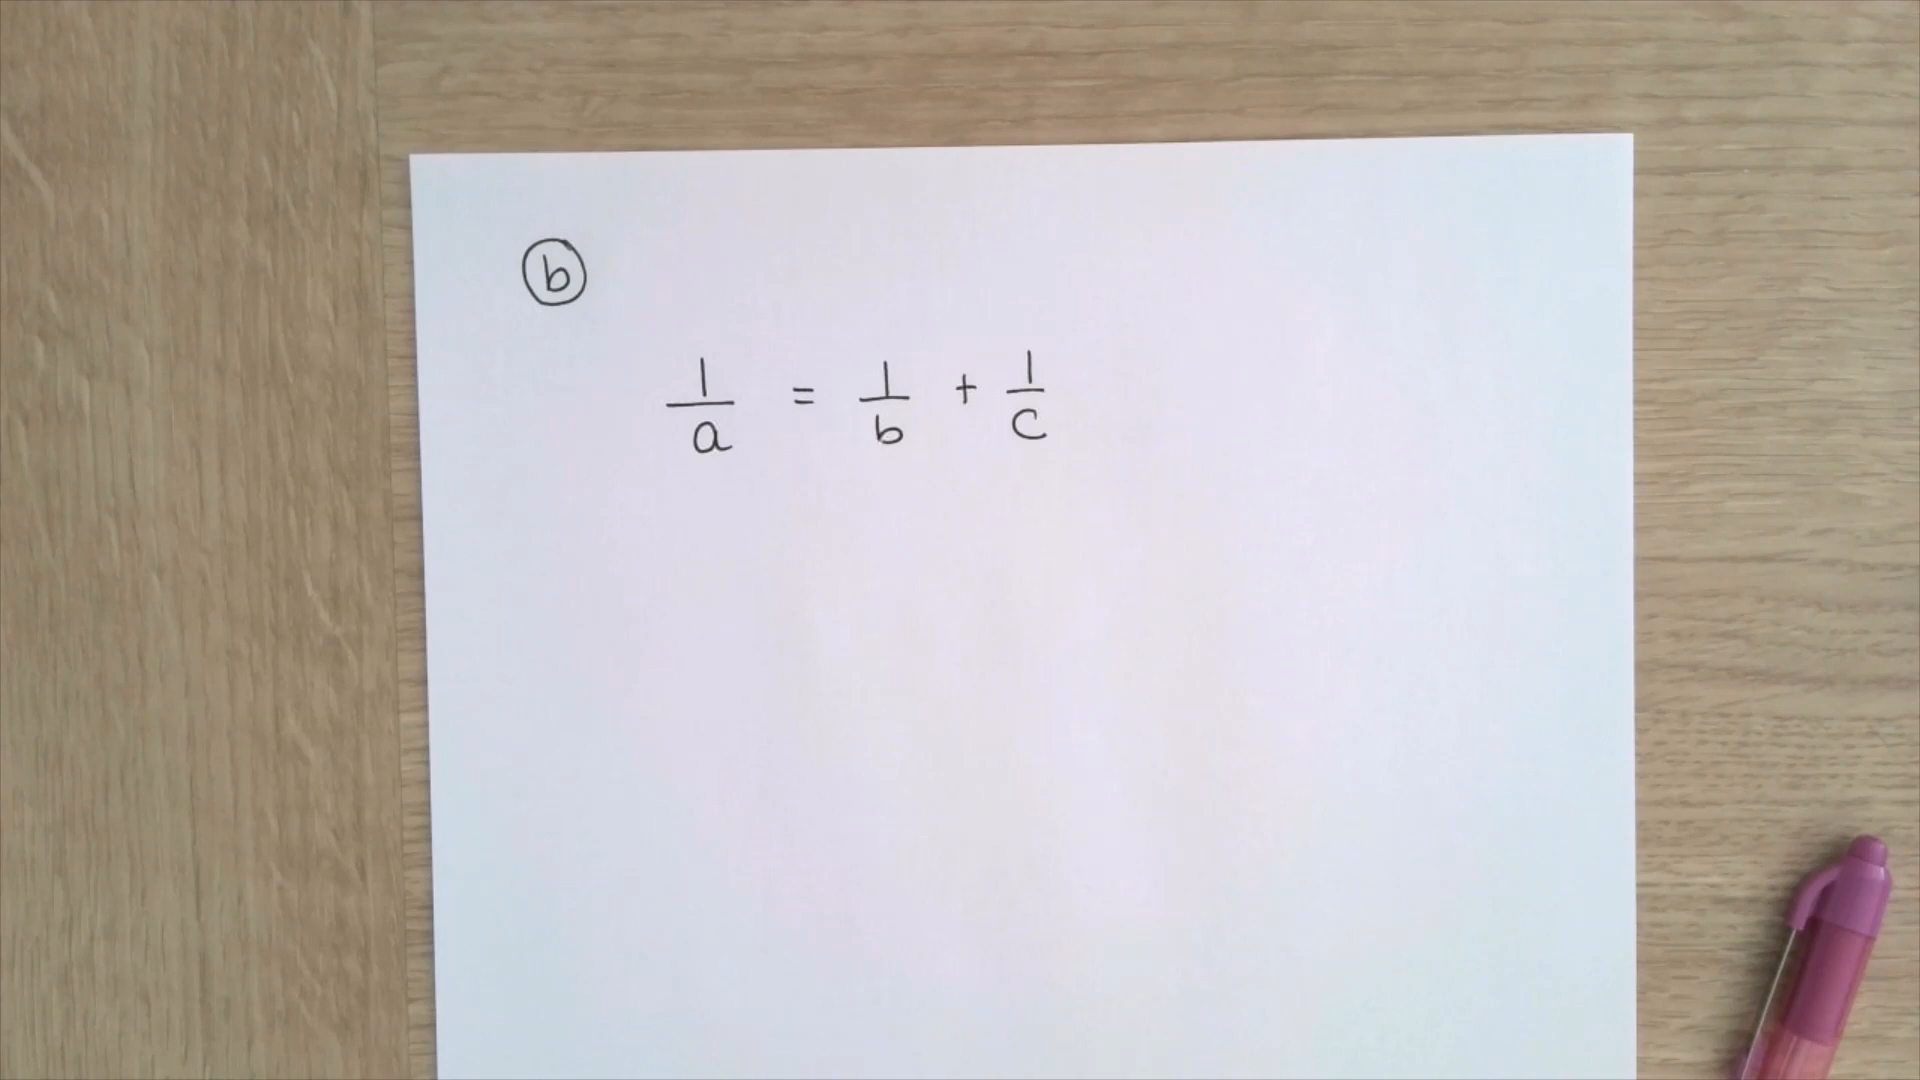 b
1/a = 1/b + 1/c